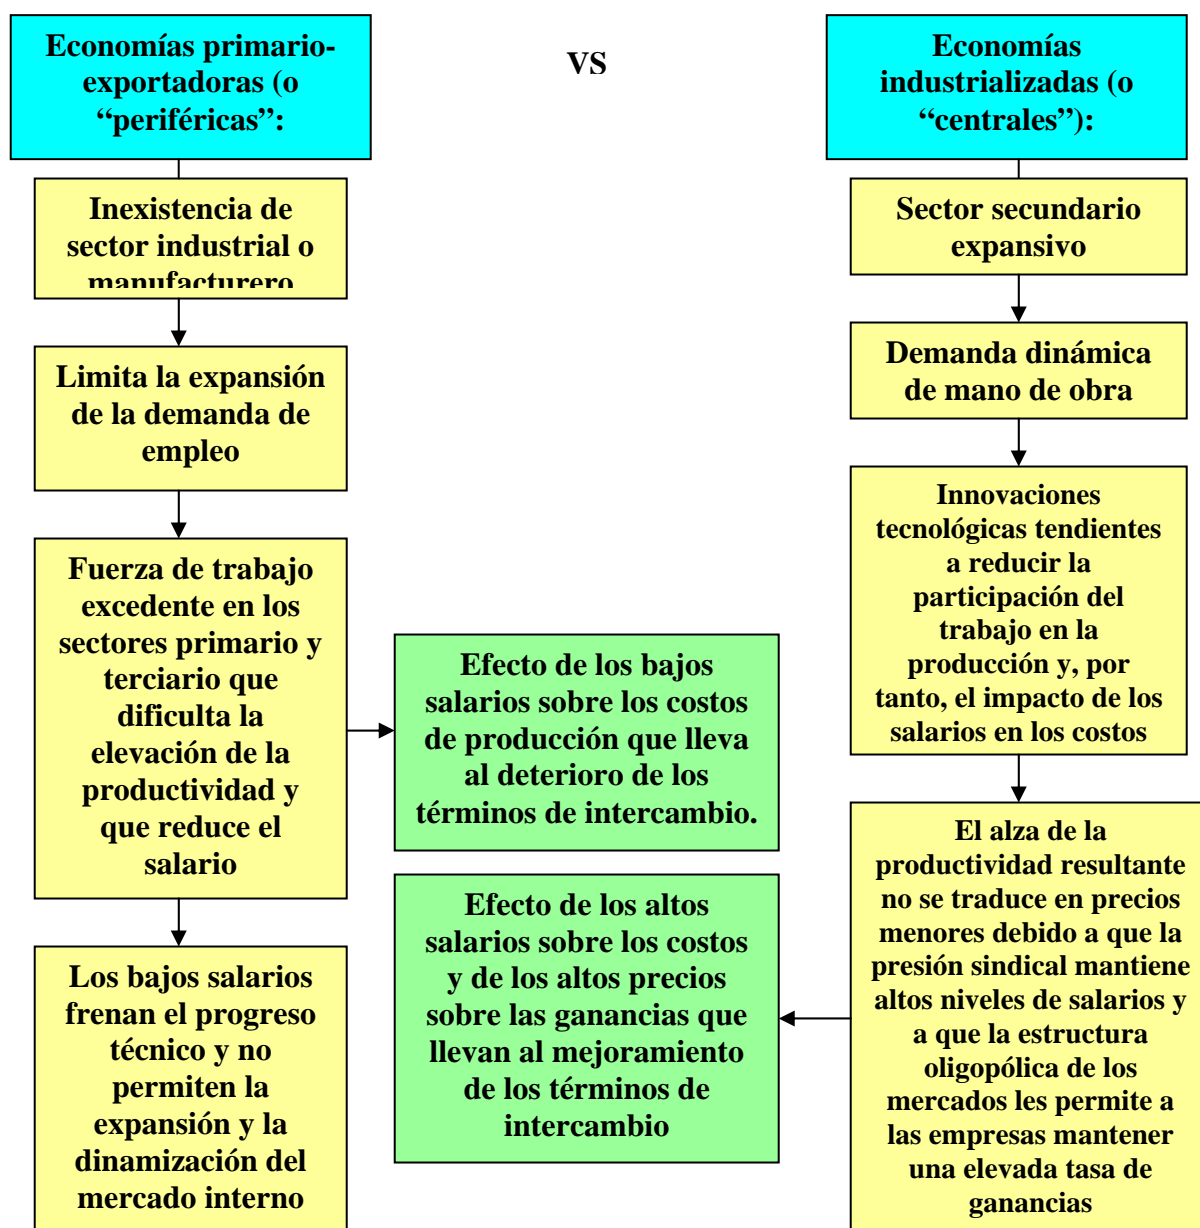 Economías primario-
exportadoras (o
“periféricas”:
VS
Economías
industrializadas (o
“centrales”):
Inexistencia de
sector industrial o
manufacturero
Limita la expansión
de la demanda de
empleo
Fuerza de trabajo
excedente en los
sectores primario y
terciario que
dificulta la
elevación de la
productividad y
que reduce el
salario
Los bajos salarios
frenan el progreso
técnico y no
permiten la
expansión y la
dinamización del
mercado interno
Efecto de los bajos
salarios sobre los costos
de producción que lleva
al deterioro de los
términos de intercambio.
Efecto de los altos
salarios sobre los costos
y de los altos precios
sobre las ganancias que
llevan al mejoramiento
de los términos de
intercambio
Sector secundario
expansivo
Demanda dinámica
de mano de obra
Innovaciones
tecnológicas tendientes
a reducir la
participación del
trabajo en la
producción y, por
tanto, el impacto de los
salarios en los costos
El alza de la
productividad resultante
no se traduce en precios
menores debido a que la
presión sindical mantiene
altos niveles de salarios y
a que la estructura
oligopólica de los
mercados les permite a
las empresas mantener
una elevada tasa de
ganancias